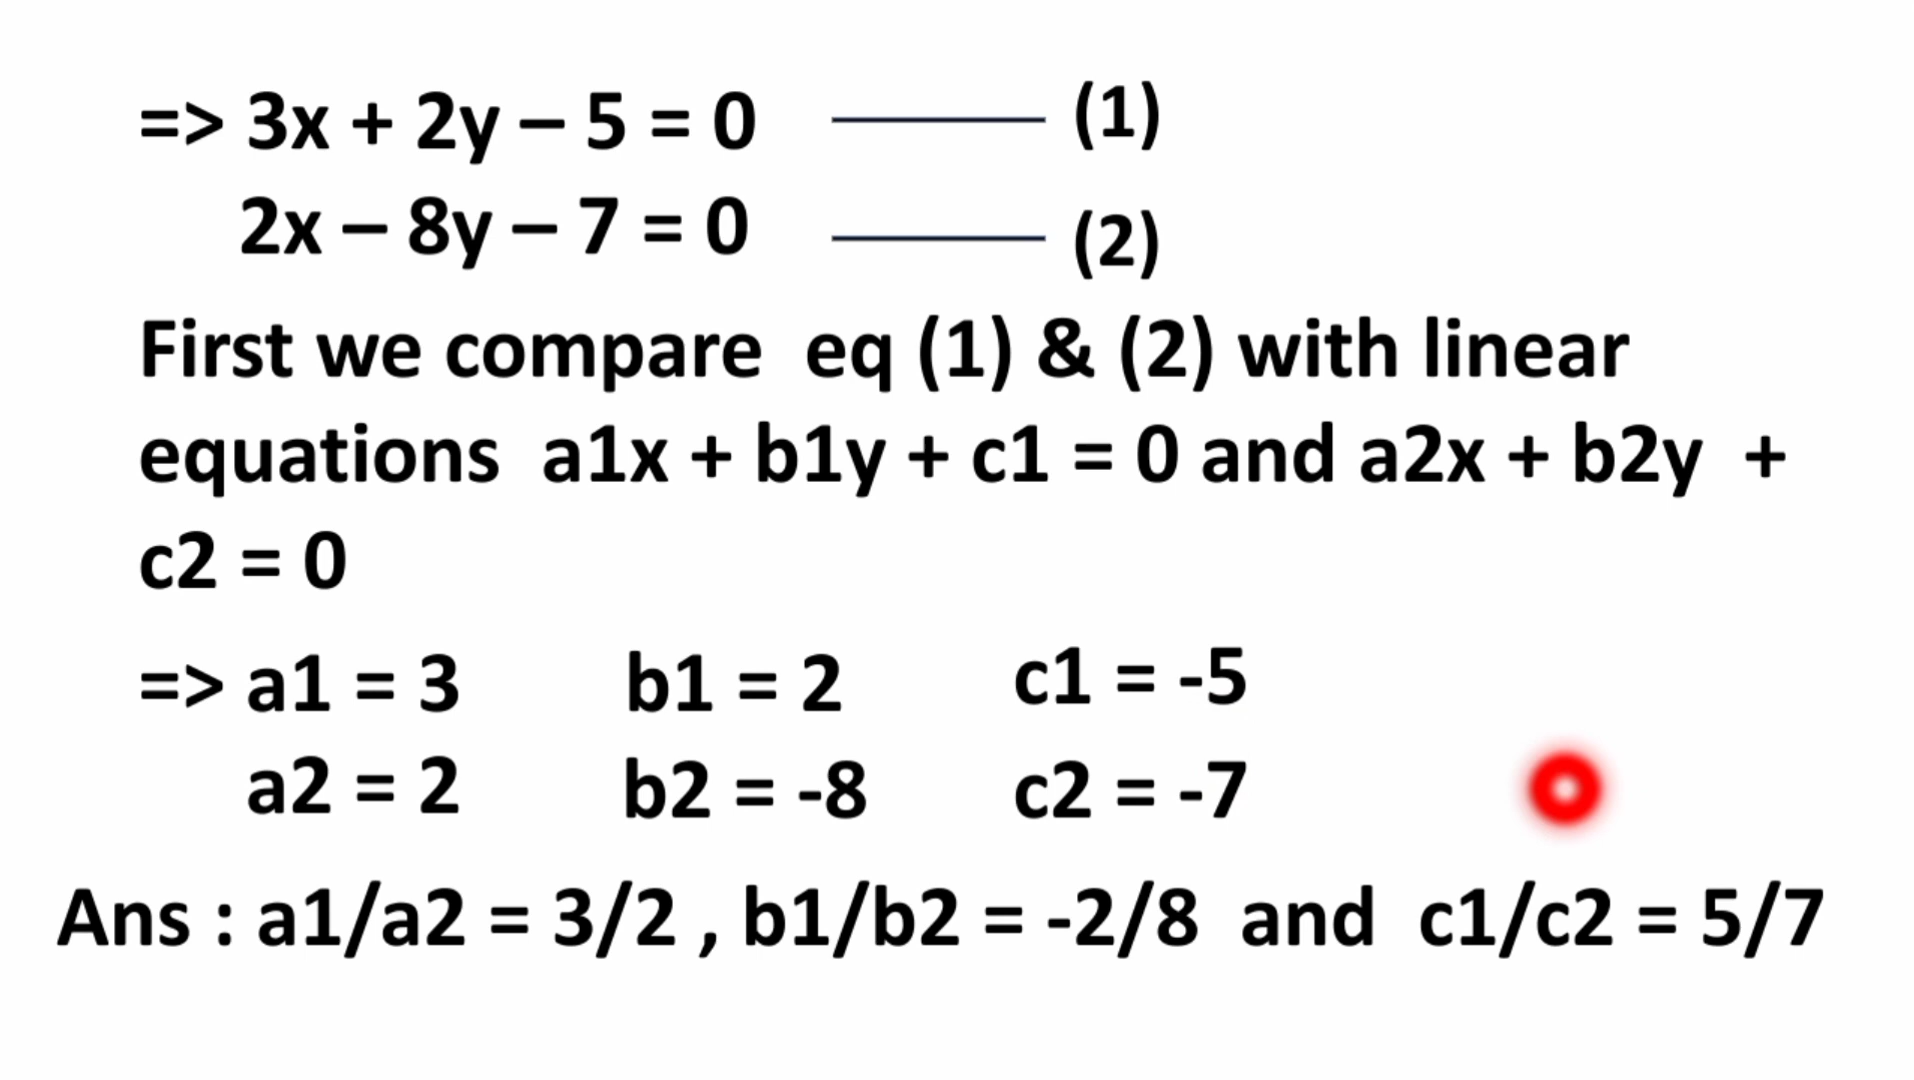 => 3x + 2y – 5 = 0 (1)
2x – 8y – 7 = 0 (2)
First we compare eq (1) & (2) with linear
equations a1x + b1y + c1 = 0 and a2x + b2y +
c2 = 0
=> a1 = 3 b1 = 2 c1 = -5
a2 = 2 b2 = -8 c2 = -7
Ans : a1/a2 = 3/2 , b1/b2 = -2/8 and c1/c2 = 5/7